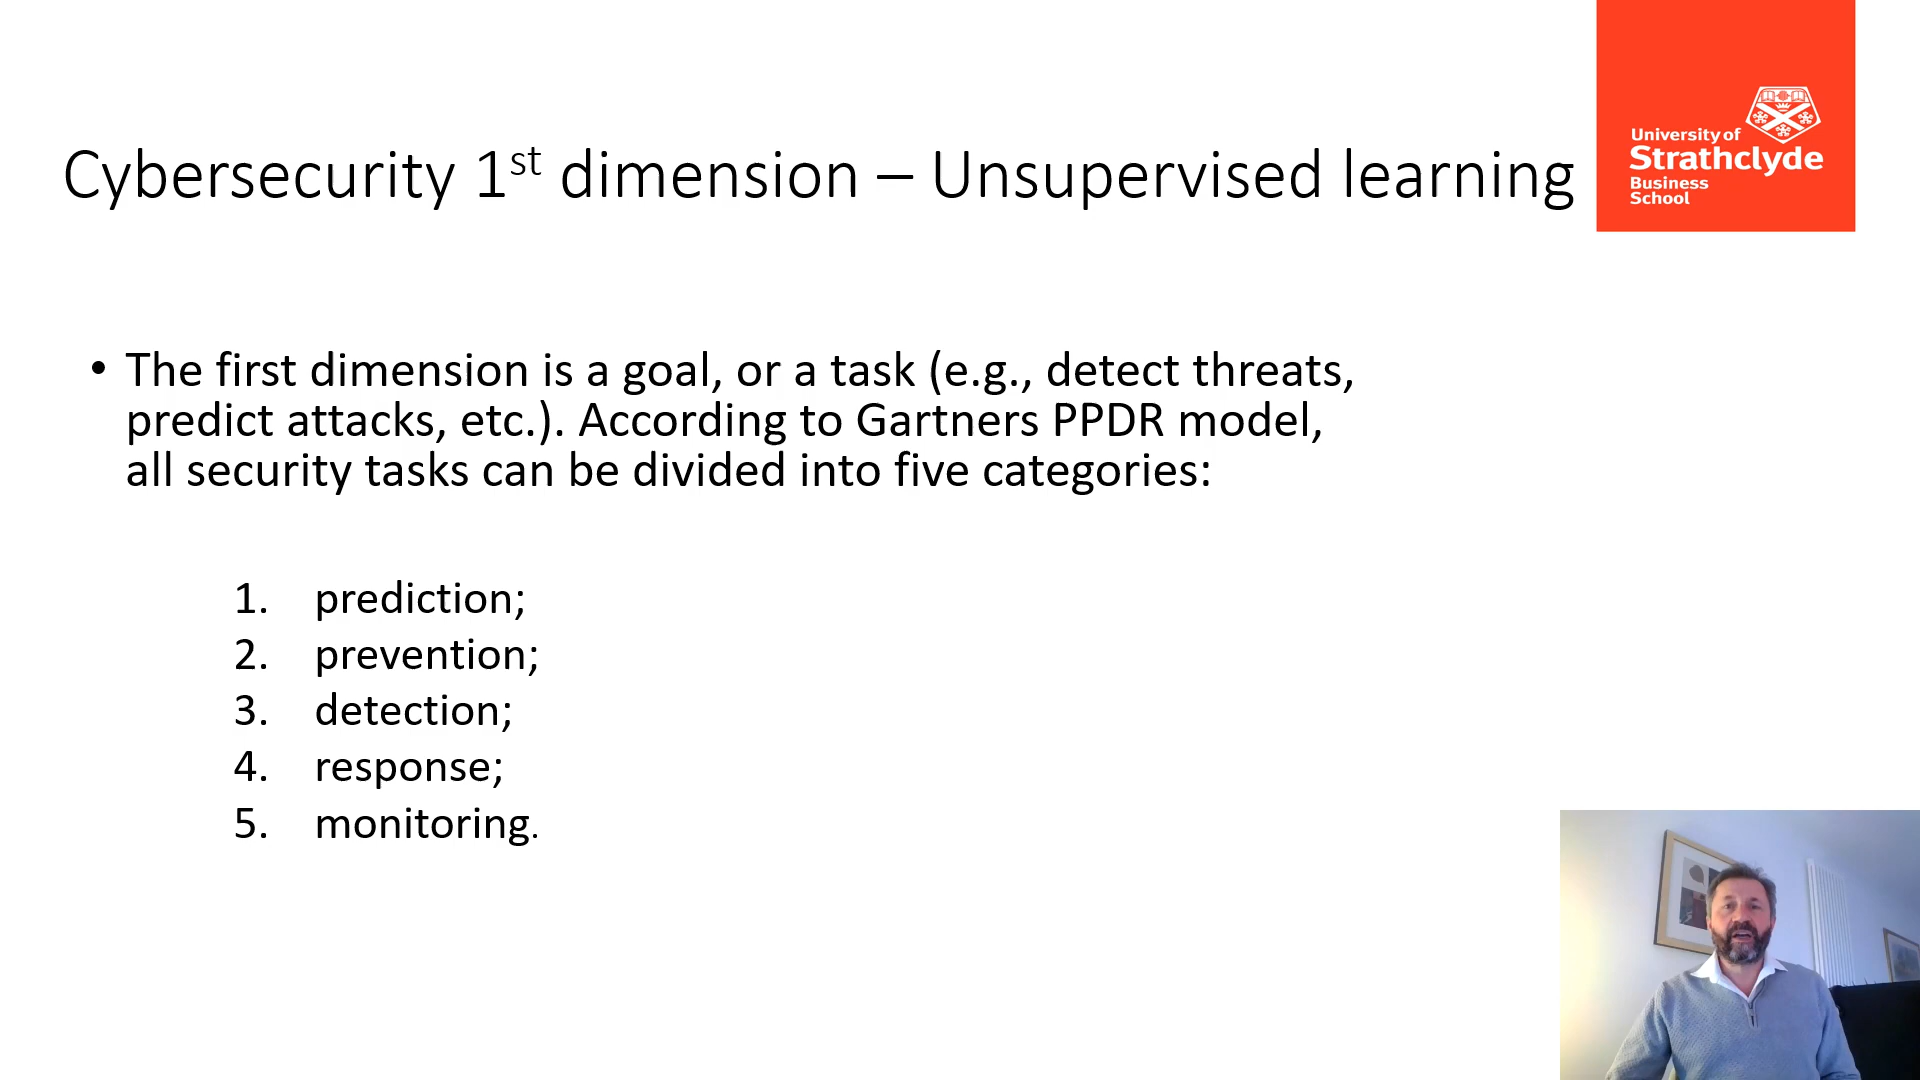 Cybersecurity 1st dimension – Unsupervised learning
University of
Strathclyde
Business
School
• The first dimension is a goal, or a task (e.g., detect threats,
predict attacks, etc.). According to Gartners PPDR model,
all security tasks can be divided into five categories:
1. prediction;
2. prevention;
3. detection;
4. response;
5. monitoring.